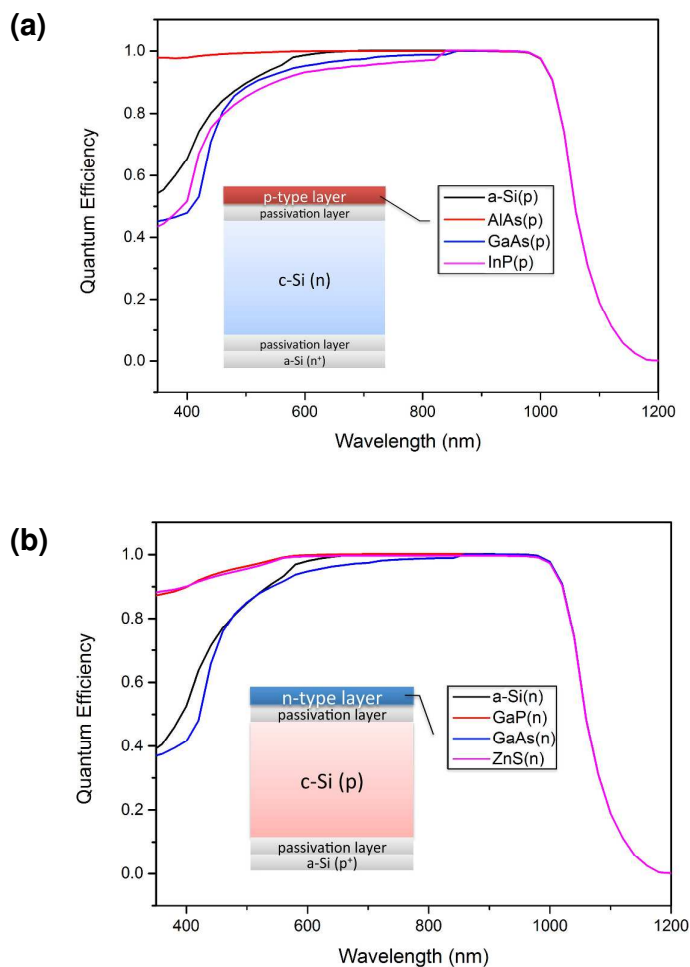 (a)
1.0
0.8
0.6
0.4
0.2
0.0
Quantum Efficiency
p-type layer
passivation layer
c-Si (n)
passivation layer
a-Si (n⁺)
a-Si(p)
AlAs(p)
GaAs(p)
InP(p)
400 600 800 1000 1200
Wavelength (nm)
(b)
1.0
0.8
0.6
0.4
0.2
0.0
Quantum Efficiency
n-type layer
passivation layer
c-Si (p)
passivation layer
a-Si (p⁺)
a-Si(n)
GaP(n)
GaAs(n)
ZnS(n)
400 600 800 1000 1200
Wavelength (nm)